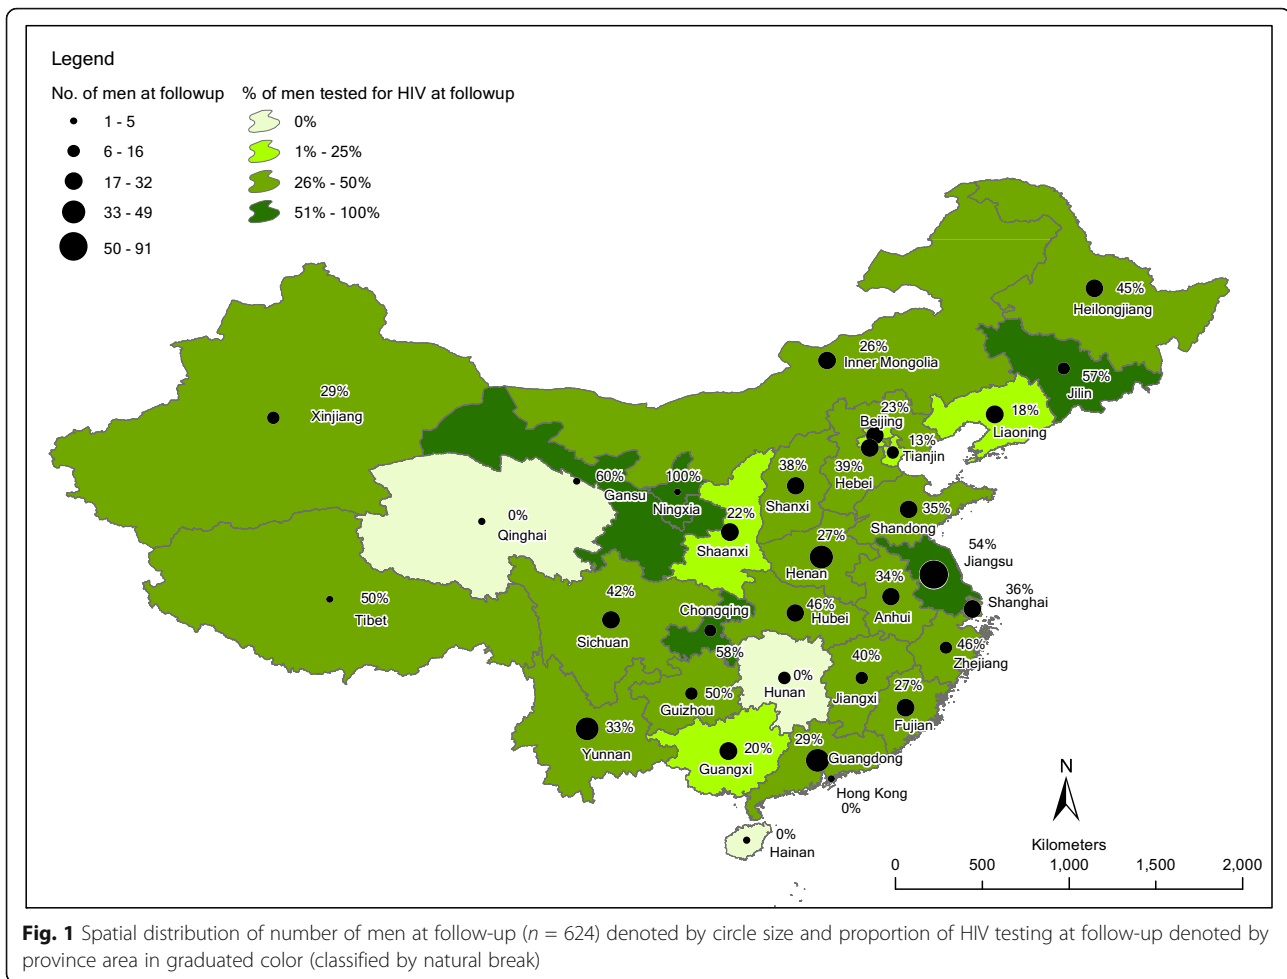 Legend
No. of men at followup
% of men tested for HIV at followup
1 - 5
0%
6 - 16
1% - 25%
17 - 32
26% - 50%
33 - 49
51% - 100%
50 - 91
45%
Heilongjiang
26%
Inner Mongolia
57%
Jilin
29%
Xinjiang
23%
Beijing
18%
Liaoning
13%
Tianjin
39%
Hebei
38%
Shanxi
60%
Gansu
100%
Ningxia
0%
Qinghai
22%
Shaanxi
35%
Shandong
27%
Henan
54%
Jiangsu
34%
Anhui
36%
Shanghai
50%
Tibet
42%
Sichuan
Chongqing
58%
46%
Hubei
46%
Zhejiang
0%
Hunan
40%
Jiangxi
27%
Fujian
50%
Guizhou
33%
Yunnan
20%
Guangxi
29%
Guangdong
Hong Kong
0%
0%
Hainan
N
Kilometers
0 500 1,000 1,500 2,000
Fig. 1 Spatial distribution of number of men at follow-up (n = 624) denoted by circle size and proportion of HIV testing at follow-up denoted by
province area in graduated color (classified by natural break)